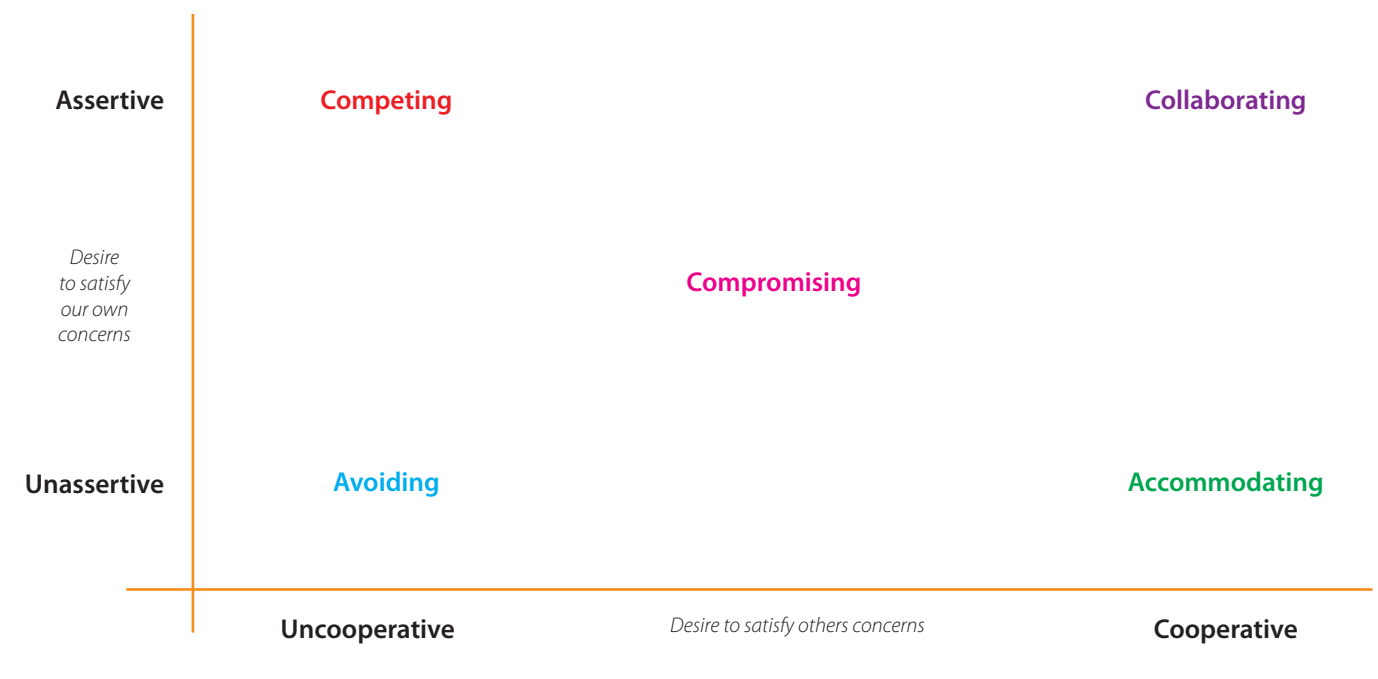 Assertive
Competing
Collaborating
Desire
to satisfy
our own
concerns
Compromising
Unassertive
Avoiding
Accommodating
Uncooperative
Desire to satisfy others concerns
Cooperative